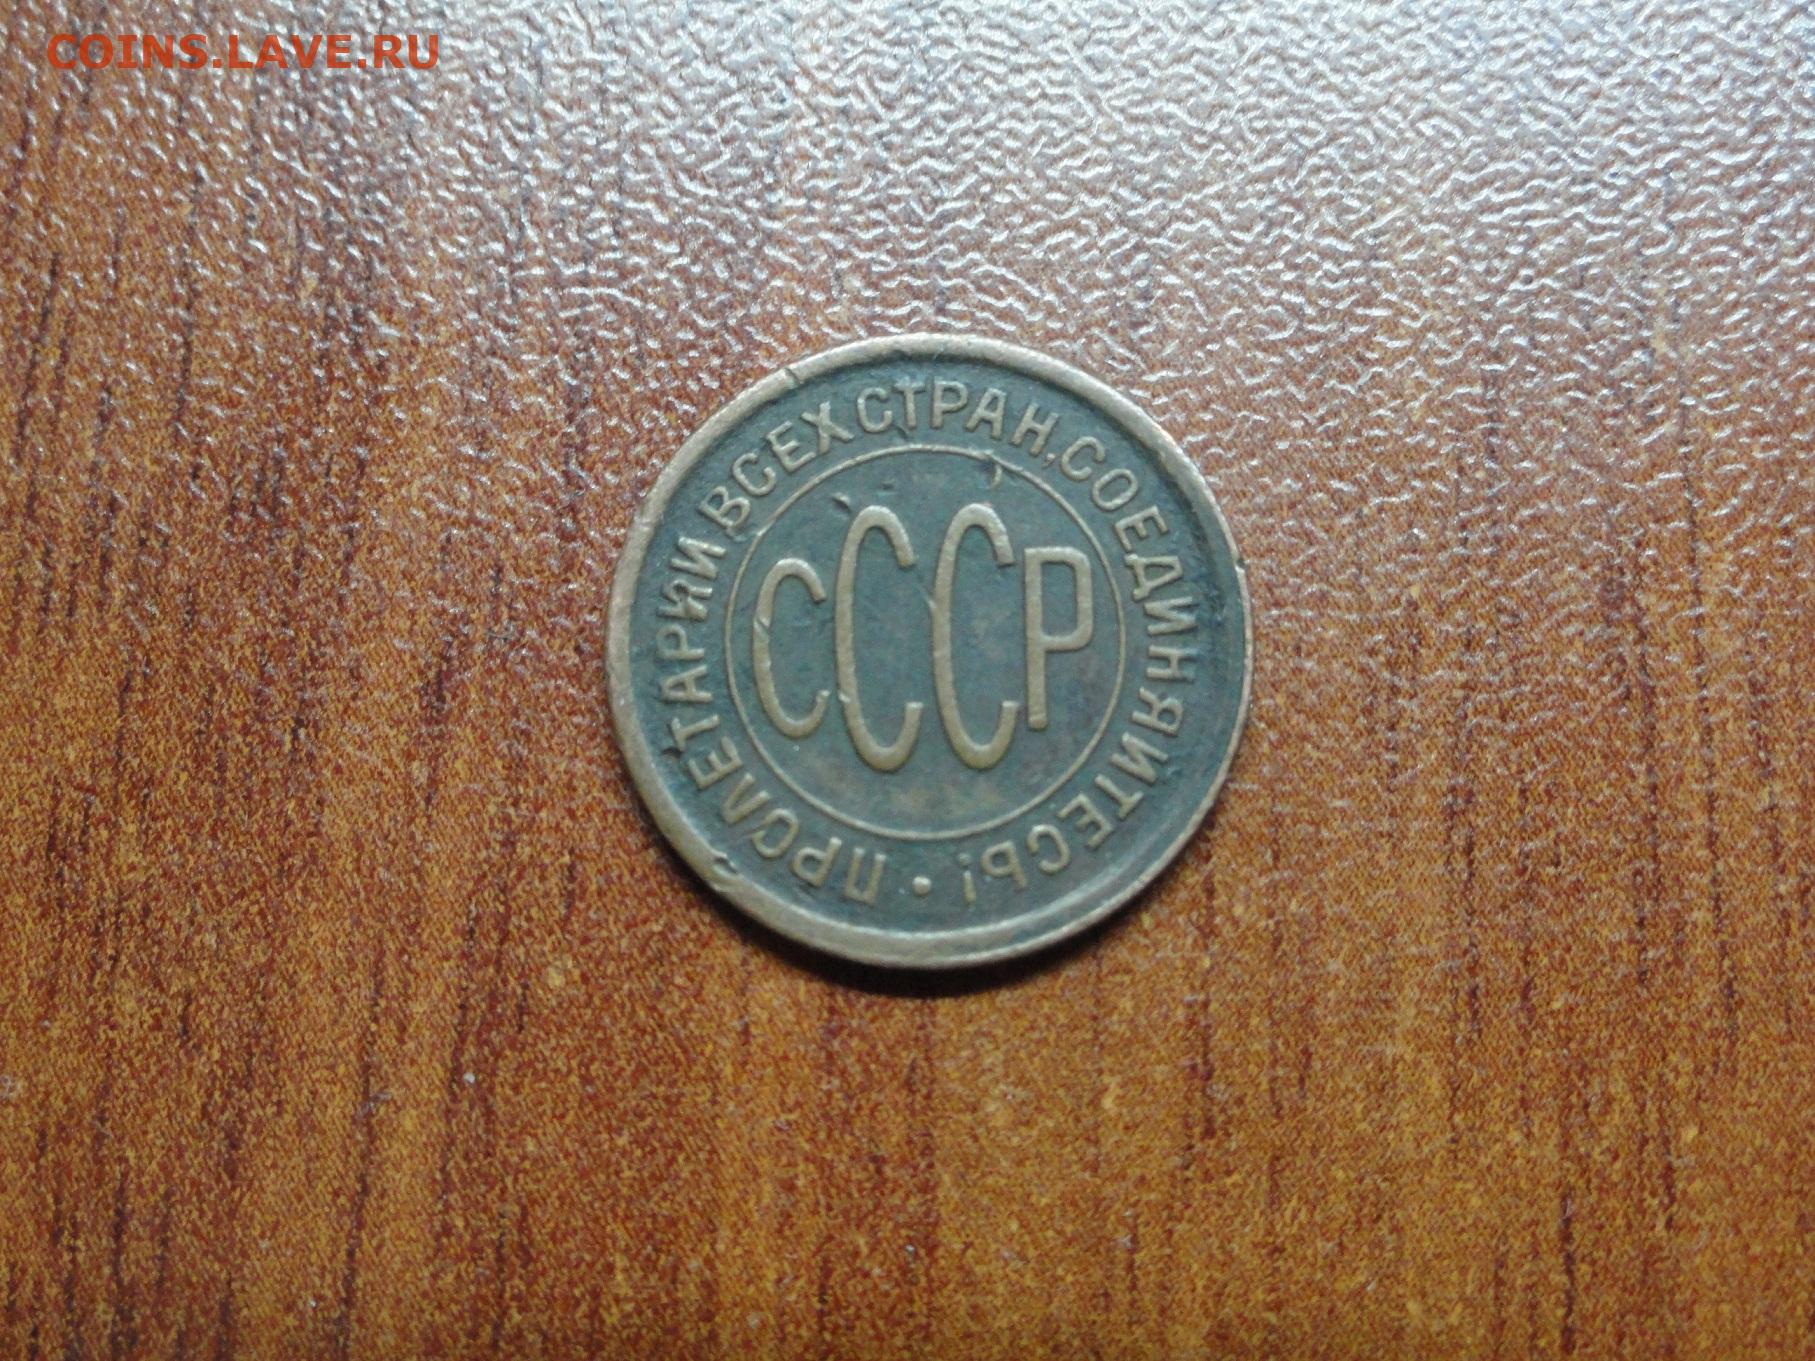 COINS.LAVE.RU
ПРОЛЕТАРИИ ВСЕХ СТРАН, СОЕДИНЯЙТЕСЬ! •
СССР